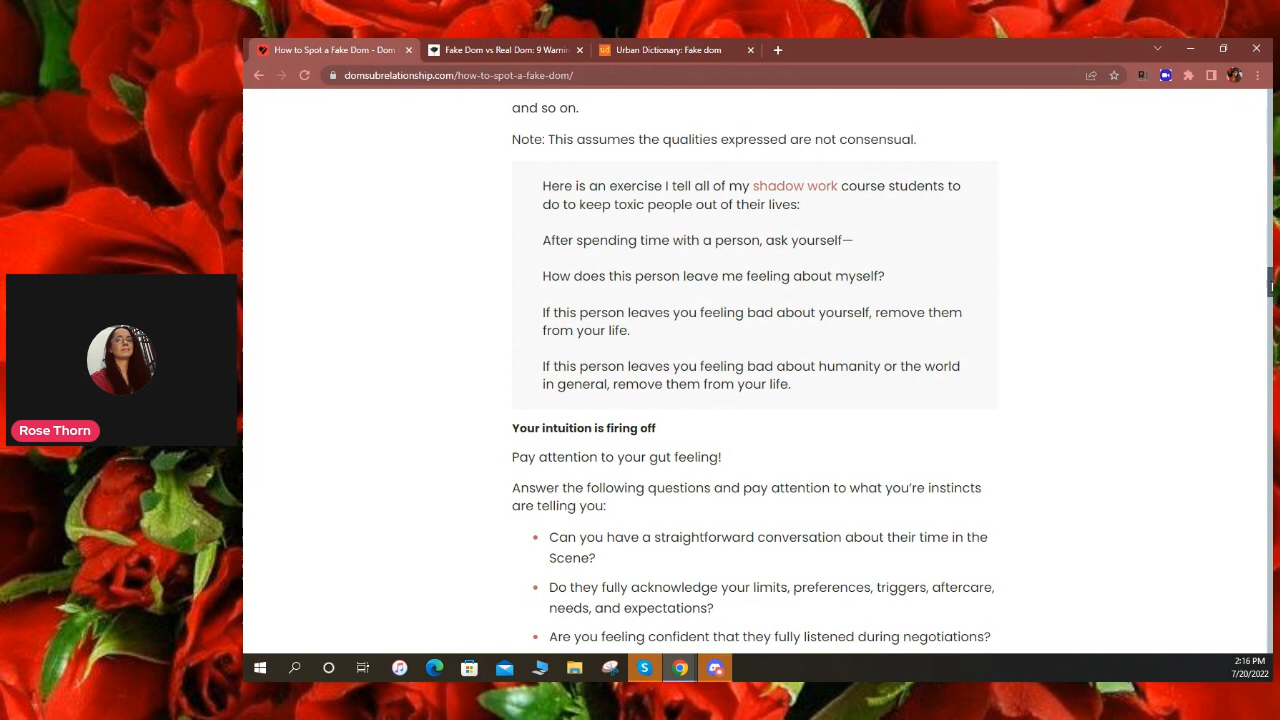 How to Spot a Fake Dom - Dom
Fake Dom vs Real Dom: 9 Warni
ud
Urban Dictionary: Fake dom
domsubrelationship.com/how-to-spot-a-fake-dom/
and so on.
Note: This assumes the qualities expressed are not consensual.
Here is an exercise I tell all of my shadow work course students to
do to keep toxic people out of their lives:
After spending time with a person, ask yourself—
How does this person leave me feeling about myself?
If this person leaves you feeling bad about yourself, remove them
from your life.
If this person leaves you feeling bad about humanity or the world
in general, remove them from your life.
Rose Thorn
Your intuition is firing off
Pay attention to your gut feeling!
Answer the following questions and pay attention to what you're instincts
are telling you:
• Can you have a straightforward conversation about their time in the
Scene?
• Do they fully acknowledge your limits, preferences, triggers, aftercare,
needs, and expectations?
• Are you feeling confident that they fully listened during negotiations?
2:16 PM
7/20/2022